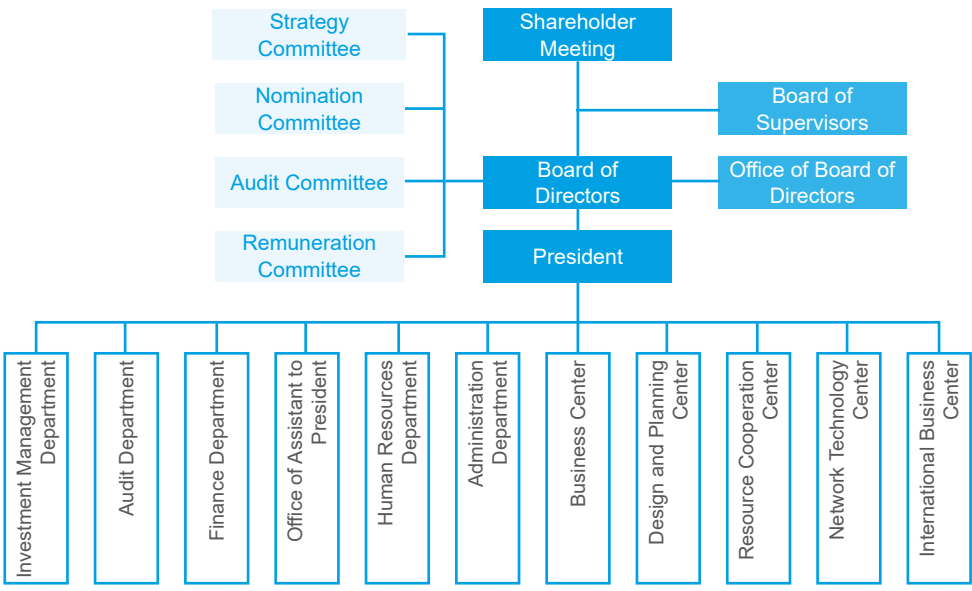 Strategy
Committee
Shareholder
Meeting
Nomination
Committee
Board of
Supervisors
Audit Committee
Board of
Directors
Office of Board of
Directors
Remuneration
Committee
President
Investment Management
Department
Audit Department
Finance Department
Office of Assistant to
President
Human Resources
Department
Administration
Department
Business Center
Design and Planning
Center
Resource Cooperation
Center
Network Technology
Center
International Business
Center